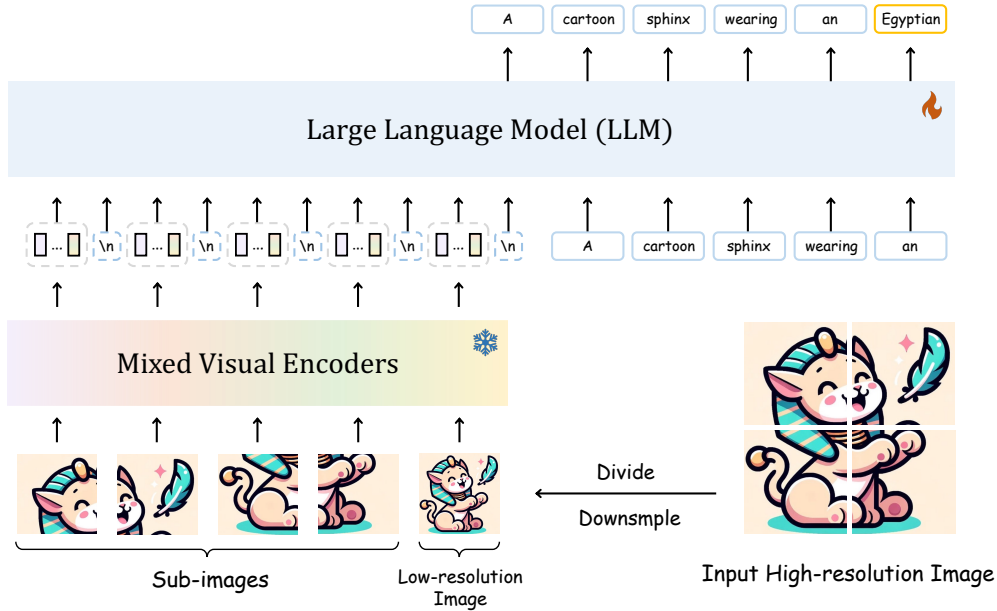 A cartoon sphinx wearing an Egyptian
Large Language Model (LLM)
... \n ... \n ... \n ... \n ... \n A cartoon sphinx wearing an
Mixed Visual Encoders
Divide
Downsmple
Sub-images
Low-resolution
Image
Input High-resolution Image